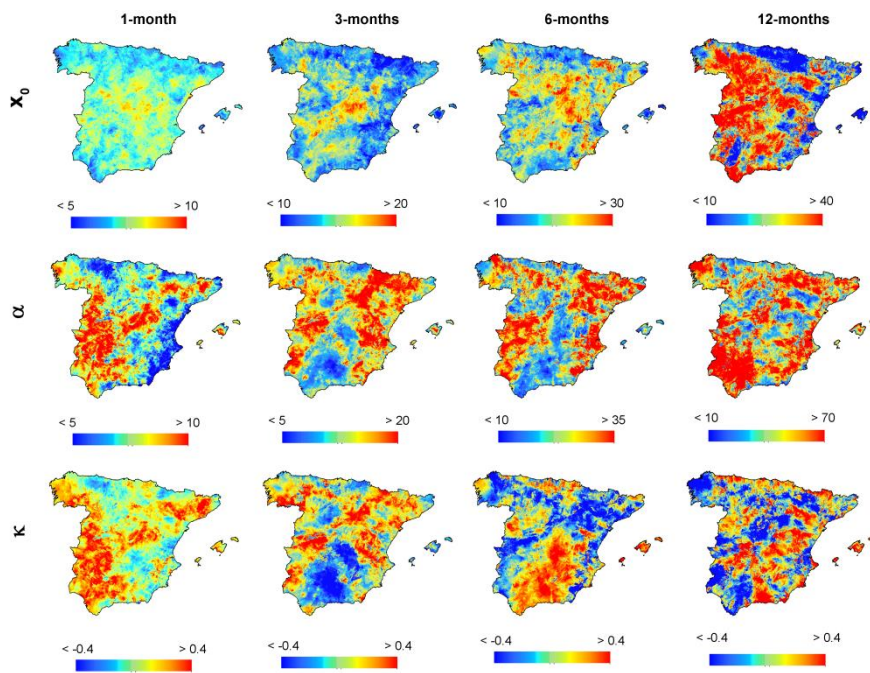 1-month 3-months 6-months 12-months
x₀
< 5 > 10 < 10 > 20 < 10 > 30 < 10 > 40
α
< 5 > 10 < 5 > 20 < 10 > 35 < 10 > 70
κ
< -0.4 > 0.4 < -0.4 > 0.4 < -0.4 > 0.4 < -0.4 > 0.4